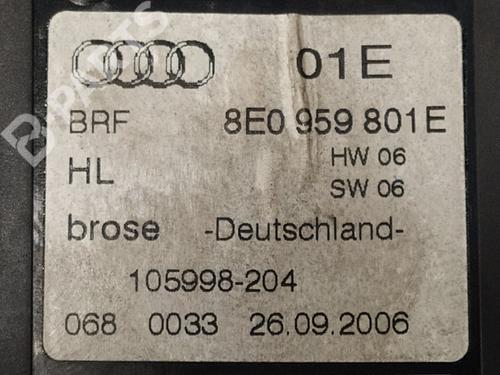 01E
BRF 8E0 959 801E
HL HW 06
SW 06
brose -Deutschland-
105998-204
068 0033 26.09.2006